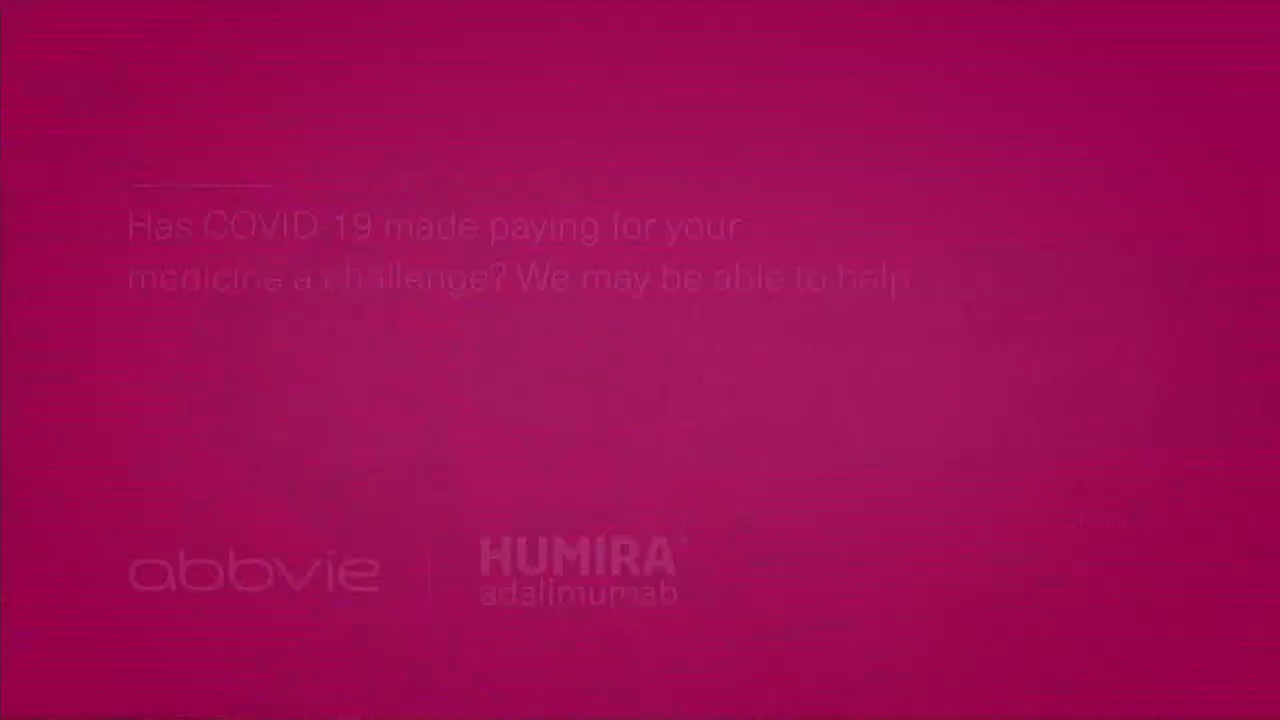 Has COVID-19 made paying for your
medicine a challenge? We may be able to help.
abbvie
HUMIRA
adalimumab